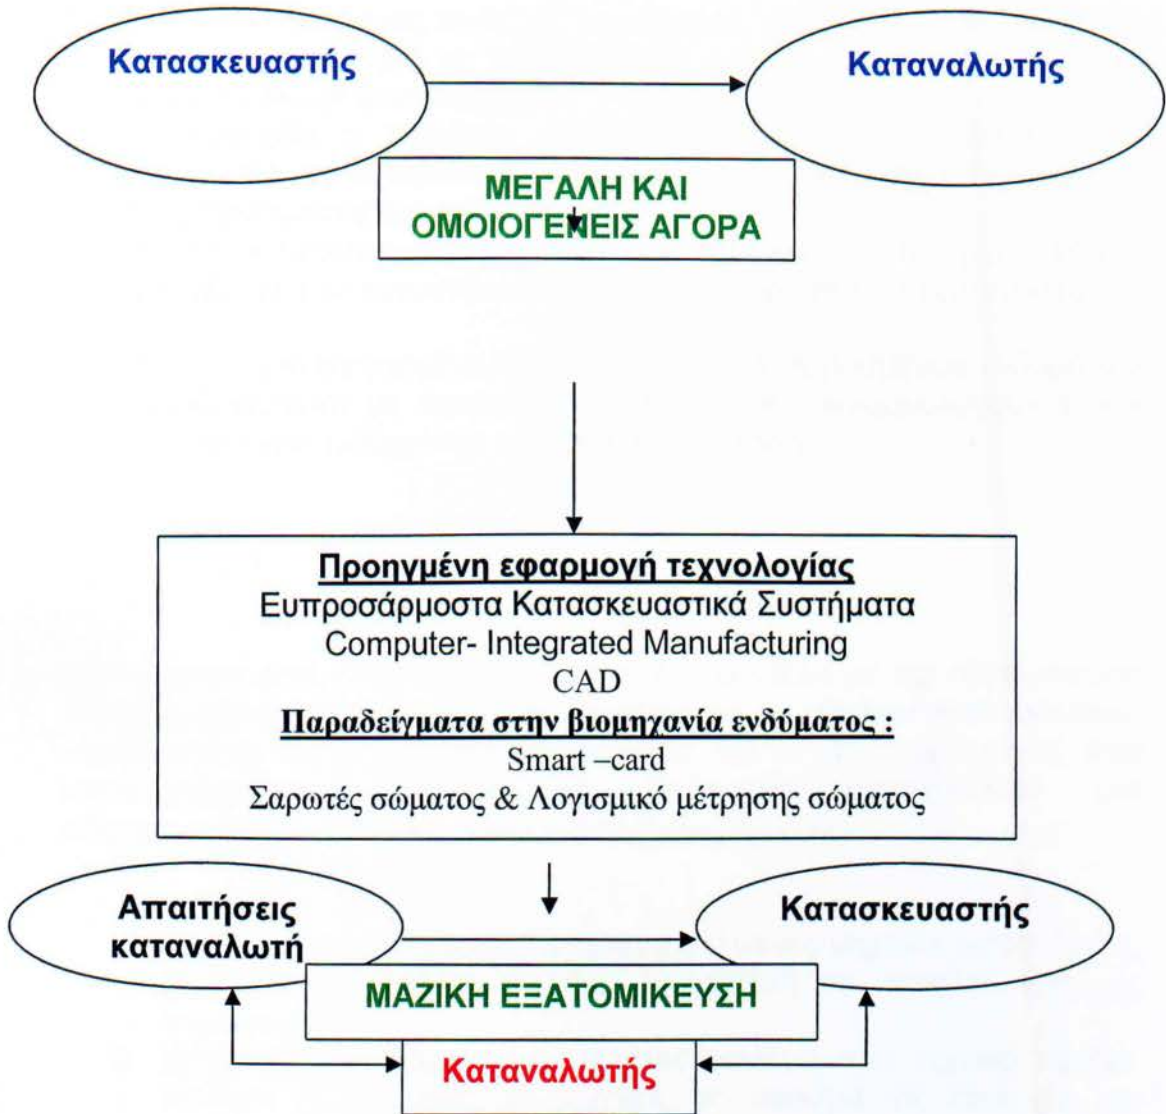 Κατασκευαστής
Καταναλωτής
ΜΕΓΑΛΗ ΚΑΙ
ΟΜΟΙΟΓΕΝΕΙΣ ΑΓΟΡΑ
Προηγμένη εφαρμογή τεχνολογίας
Ευπροσάρμοστα Κατασκευαστικά Συστήματα
Computer- Integrated Manufacturing
CAD
Παραδείγματα στην βιομηχανία ενδύματος :
Smart –card
Σαρωτές σώματος & Λογισμικό μέτρησης σώματος
Απαιτήσεις
καταναλωτή
Κατασκευαστής
ΜΑΖΙΚΗ ΕΞΑΤΟΜΙΚΕΥΣΗ
Καταναλωτής